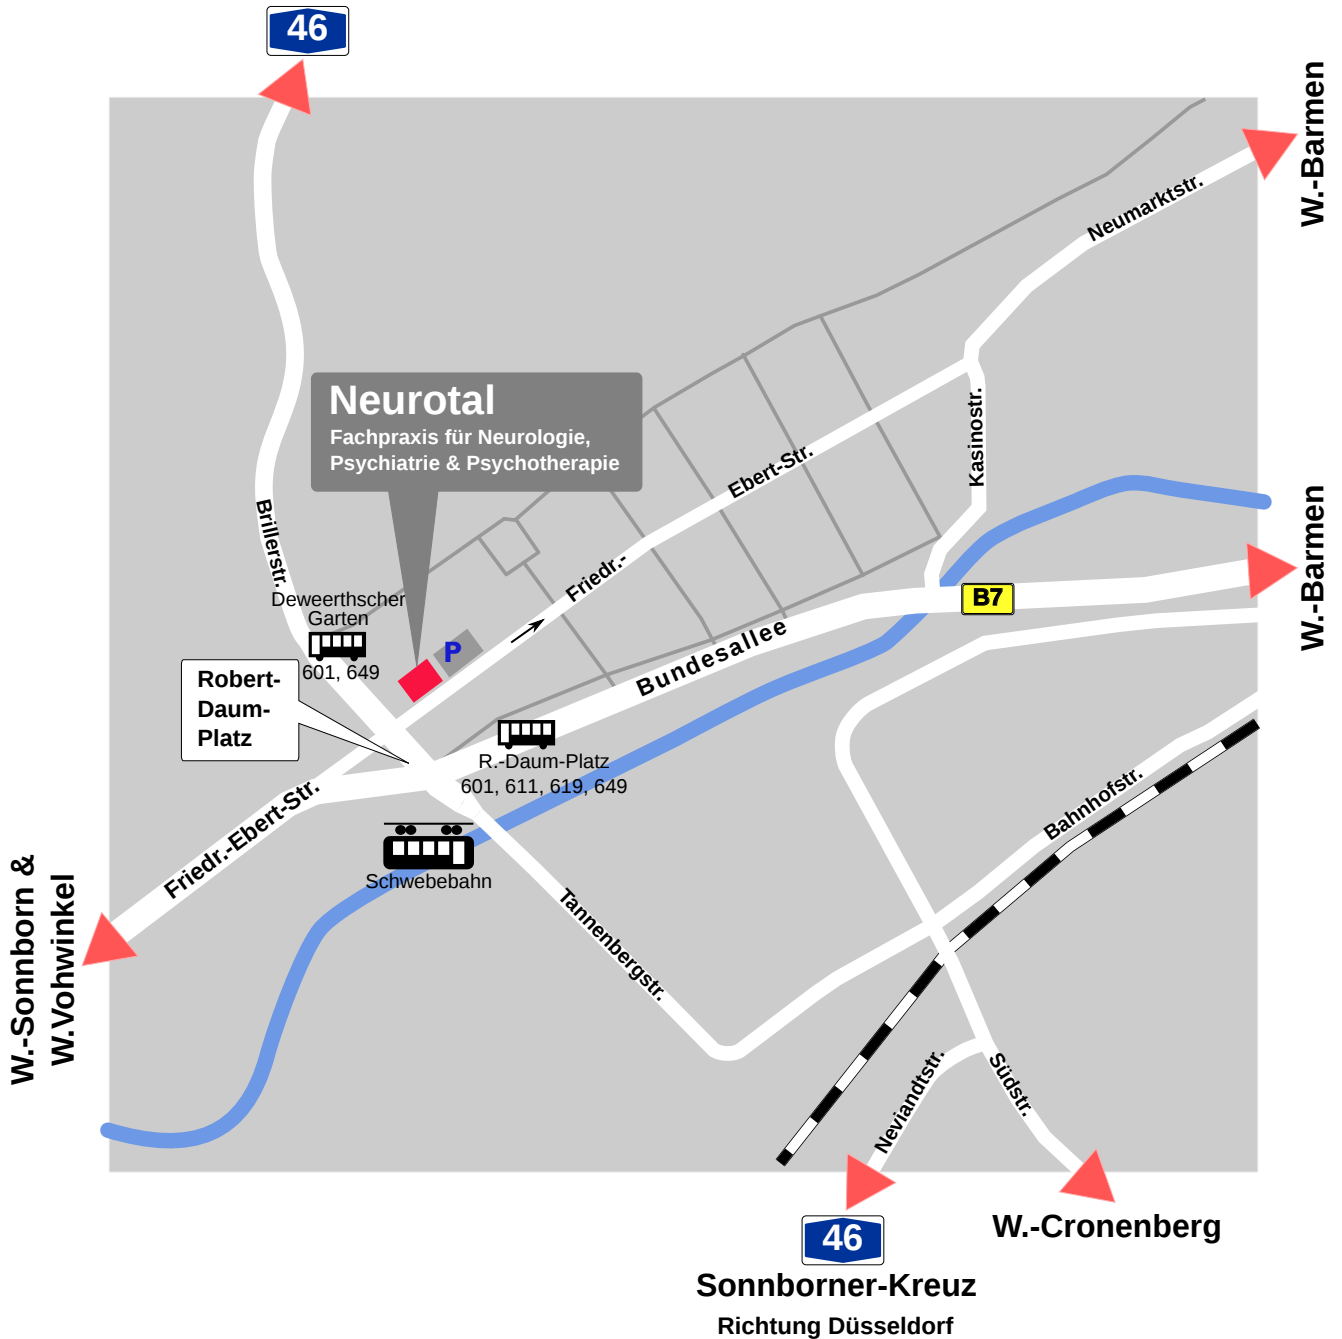 46
W.-Barmen
Neumarktstr.
Neurotal
Fachpraxis für Neurologie,
Psychiatrie & Psychotherapie
Kasinostr.
Ebert-Str.
Brillerstr.
Friedr.-
W.-Barmen
B7
Deweerthscher
Garten
601, 649
P
Bundesallee
Robert-
Daum-
Platz
R.-Daum-Platz
601, 611, 619, 649
Friedr.-Ebert-Str.
Bahnhofstr.
Schwebebahn
W.-Sonnborn &
W.Vohwinkel
Tannenbergstr.
Neviandtstr.
Südstr.
46
W.-Cronenberg
Sonnborner-Kreuz
Richtung Düsseldorf